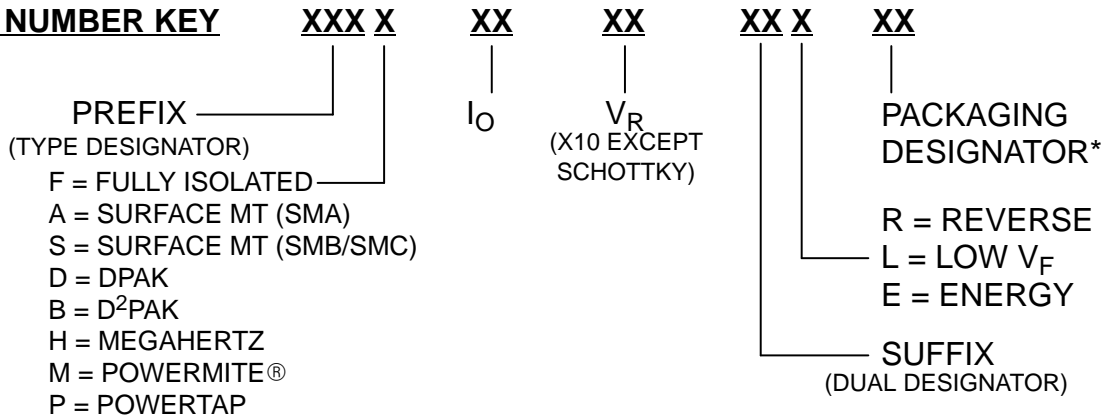 NUMBER KEY XXX X XX XX XX X XX
PREFIX
(TYPE DESIGNATOR)
F = FULLY ISOLATED
A = SURFACE MT (SMA)
S = SURFACE MT (SMB/SMC)
D = DPAK
B = D²PAK
H = MEGAHERTZ
M = POWERMITE®
P = POWERTAP
I_O
V_R
(X10 EXCEPT
SCHOTTKY)
PACKAGING
DESIGNATOR*
R = REVERSE
L = LOW V_F
E = ENERGY
SUFFIX
(DUAL DESIGNATOR)